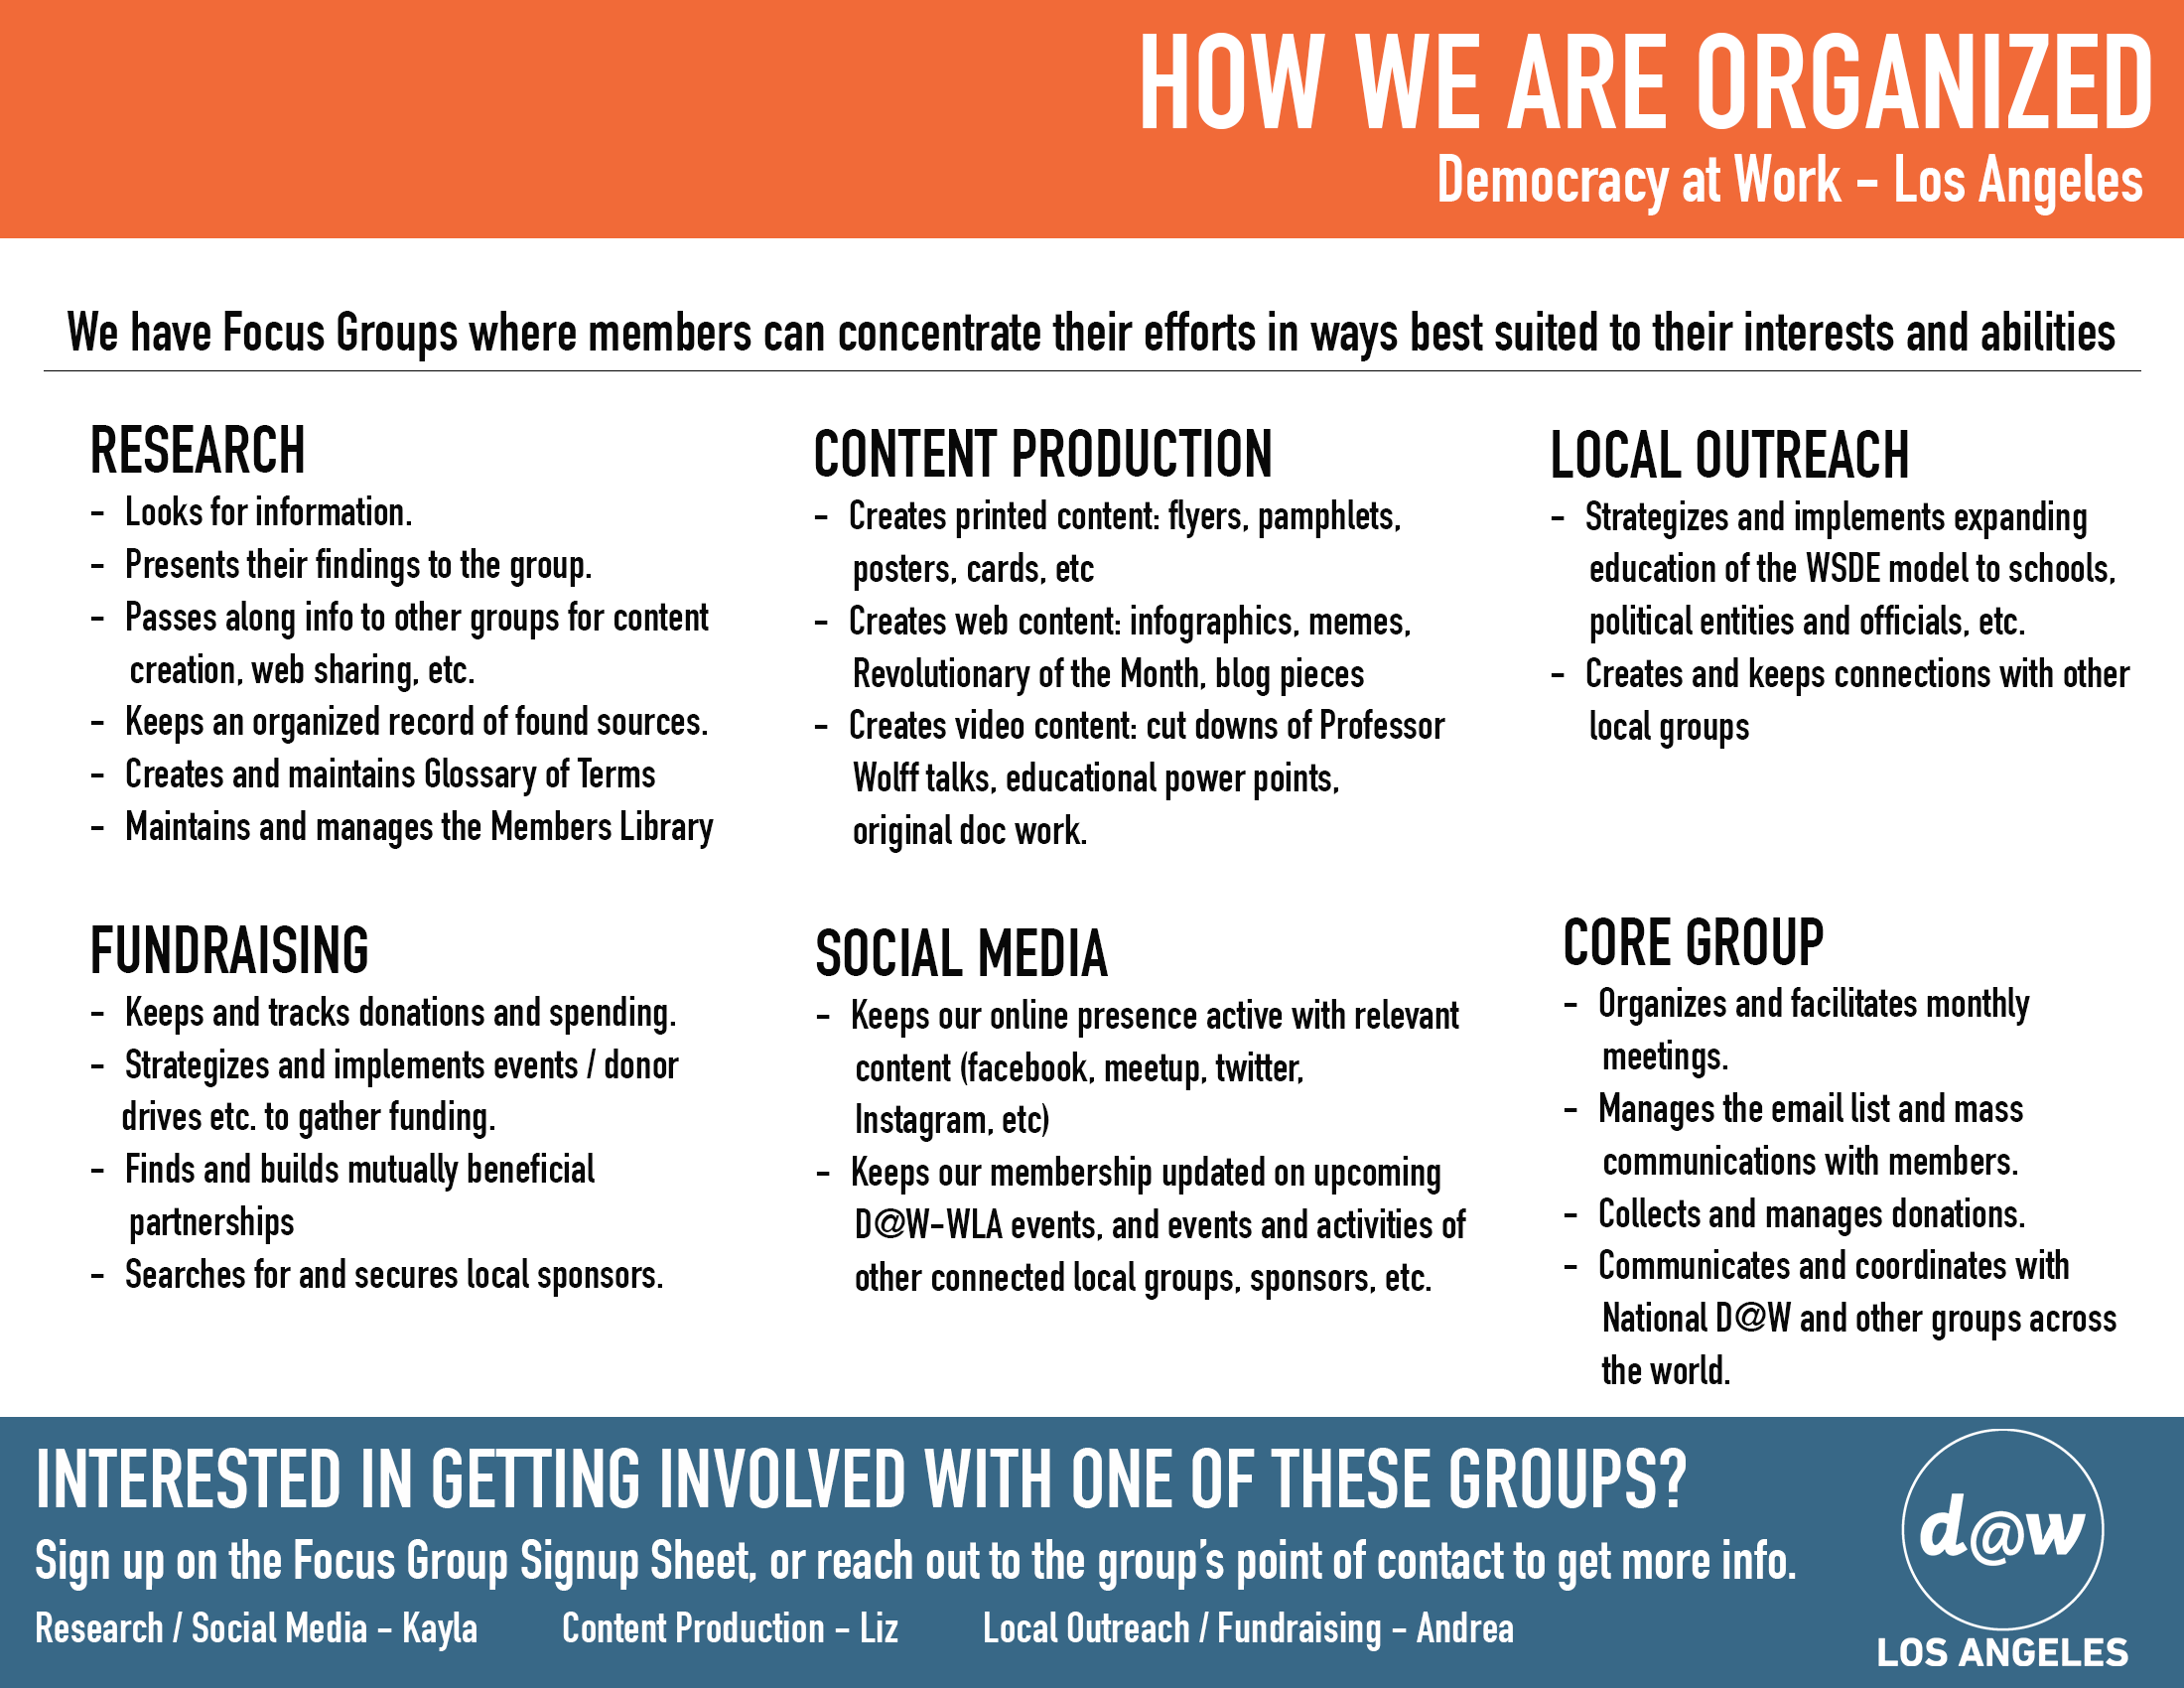 HOW WE ARE ORGANIZED
Democracy at Work - Los Angeles
We have Focus Groups where members can concentrate their efforts in ways best suited to their interests and abilities
RESEARCH
- Looks for information.
- Presents their findings to the group.
- Passes along info to other groups for content
creation, web sharing, etc.
- Keeps an organized record of found sources.
- Creates and maintains Glossary of Terms
- Maintains and manages the Members Library
CONTENT PRODUCTION
- Creates printed content: flyers, pamphlets,
posters, cards, etc
- Creates web content: infographics, memes,
Revolutionary of the Month, blog pieces
- Creates video content: cut downs of Professor
Wolff talks, educational power points,
original doc work.
LOCAL OUTREACH
- Strategizes and implements expanding
education of the WSDE model to schools,
political entities and officials, etc.
- Creates and keeps connections with other
local groups
FUNDRAISING
- Keeps and tracks donations and spending.
- Strategizes and implements events / donor
drives etc. to gather funding.
- Finds and builds mutually beneficial
partnerships
- Searches for and secures local sponsors.
SOCIAL MEDIA
- Keeps our online presence active with relevant
content (facebook, meetup, twitter,
Instagram, etc)
- Keeps our membership updated on upcoming
D@W-WLA events, and events and activities of
other connected local groups, sponsors, etc.
CORE GROUP
- Organizes and facilitates monthly
meetings.
- Manages the email list and mass
communications with members.
- Collects and manages donations.
- Communicates and coordinates with
National D@W and other groups across
the world.
INTERESTED IN GETTING INVOLVED WITH ONE OF THESE GROUPS?
Sign up on the Focus Group Signup Sheet, or reach out to the group's point of contact to get more info.
Research / Social Media - Kayla
Content Production - Liz
Local Outreach / Fundraising - Andrea
d@w
LOS ANGELES